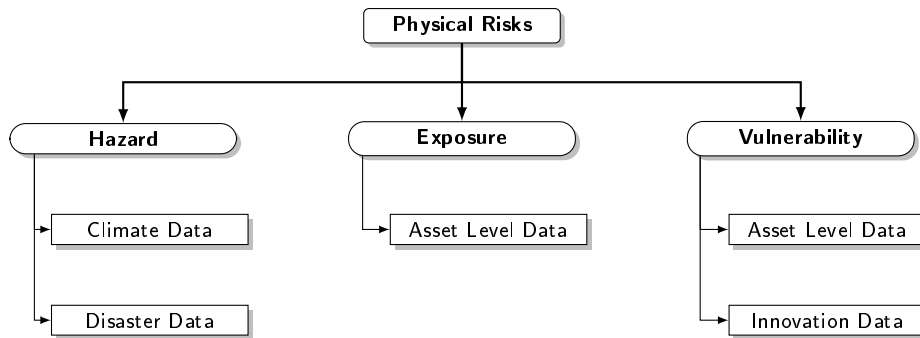 Physical Risks
Hazard
Exposure
Vulnerability
Climate Data
Asset Level Data
Asset Level Data
Disaster Data
Innovation Data